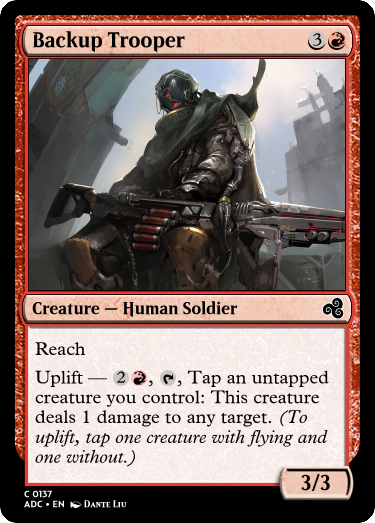 Backup Trooper 3
Creature — Human Soldier
Reach
Uplift — 2, Tap an untapped
creature you control: This creature
deals 1 damage to any target. (To
uplift, tap one creature with flying and
one without.)
3/3
C 0137
ADC • EN Dante Liu